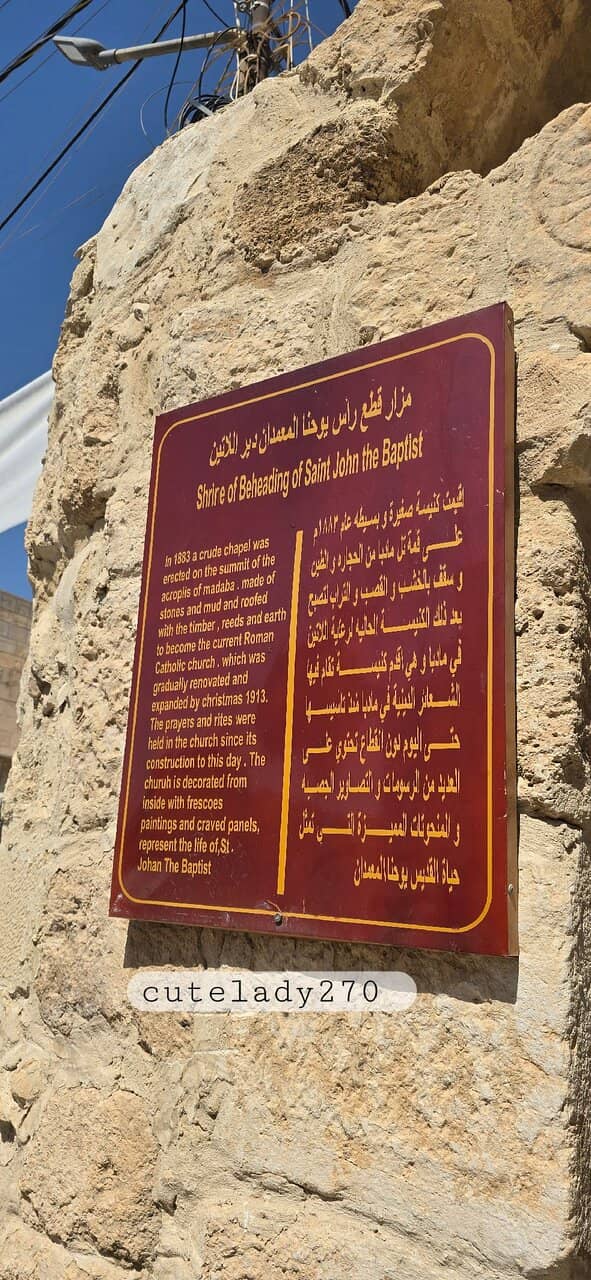 مزار قطع رأس يوحنا المعمدان دير اللاتين
Shrire of Beheading of Saint John the Baptist
In 1883 a crude chapel was
erected on the summit of the
acroplis of madaba . made of
stones and mud and roofed
with the timber , reeds and earth
to become the current Roman
Catholic church . which was
gradually renovated and
expanded by christmas 1913.
The prayers and rites were
held in the church since its
construction to this day . The
churuh is decorated from
inside with frescoes
paintings and craved panels,
represent the life of,St .
Johan The Baptist
اقيمت كنيسة صغيرة و بسيطه عام ١٨٨٣م
على قمة تل مادبا من الحجاره و الطين
و سقف بالخشب و القصب و التراب لتصبح
بعد ذلك الكنيسة الحاليه لرعية اللاتين
في مادبا و هي اقدم كنيسة تقام فيها
الشعائر الدينية في مادبا منذ تأسيسها
حتى اليوم دون انقطاع تحتوي على
العديد من الرسومات و التصاوير الجصيه
و المنحوتات المميزة التي تمثل
حياة القديس يوحنا المعمدان
cutelady270